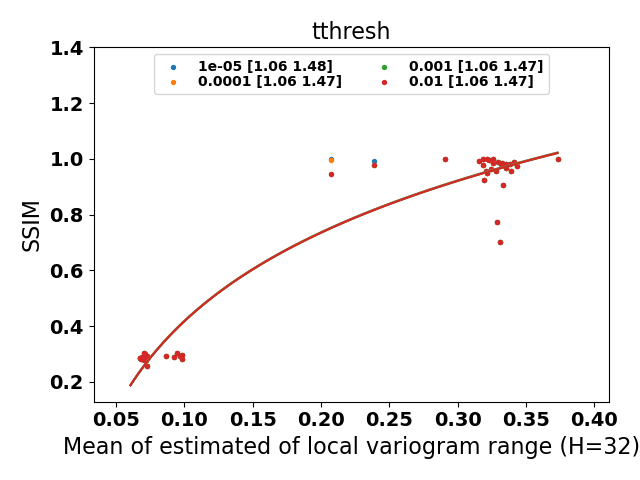 tthresh
1e-05 [1.06 1.48]
0.0001 [1.06 1.47]
0.001 [1.06 1.47]
0.01 [1.06 1.47]
SSIM
1.4
1.2
1.0
0.8
0.6
0.4
0.2
0.05 0.10 0.15 0.20 0.25 0.30 0.35 0.40
Mean of estimated of local variogram range (H=32)